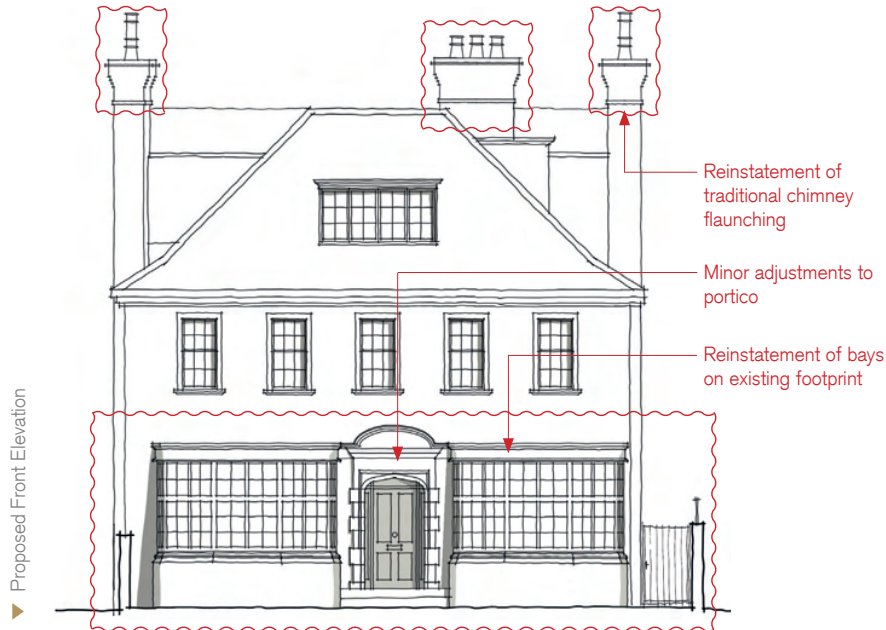 Reinstatement of
traditional chimney
flaunching
Minor adjustments to
portico
Reinstatement of bays
on existing footprint
Proposed Front Elevation